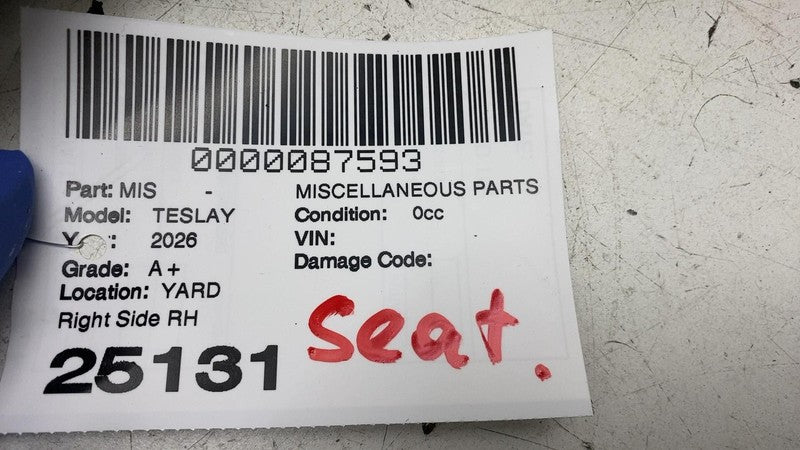 0000087593
Part: MIS - MISCELLANEOUS PARTS
Model: TESLAY Condition: 0cc
Y : 2026 VIN:
Grade: A+ Damage Code:
Location: YARD
Right Side RH
25131 Seat.